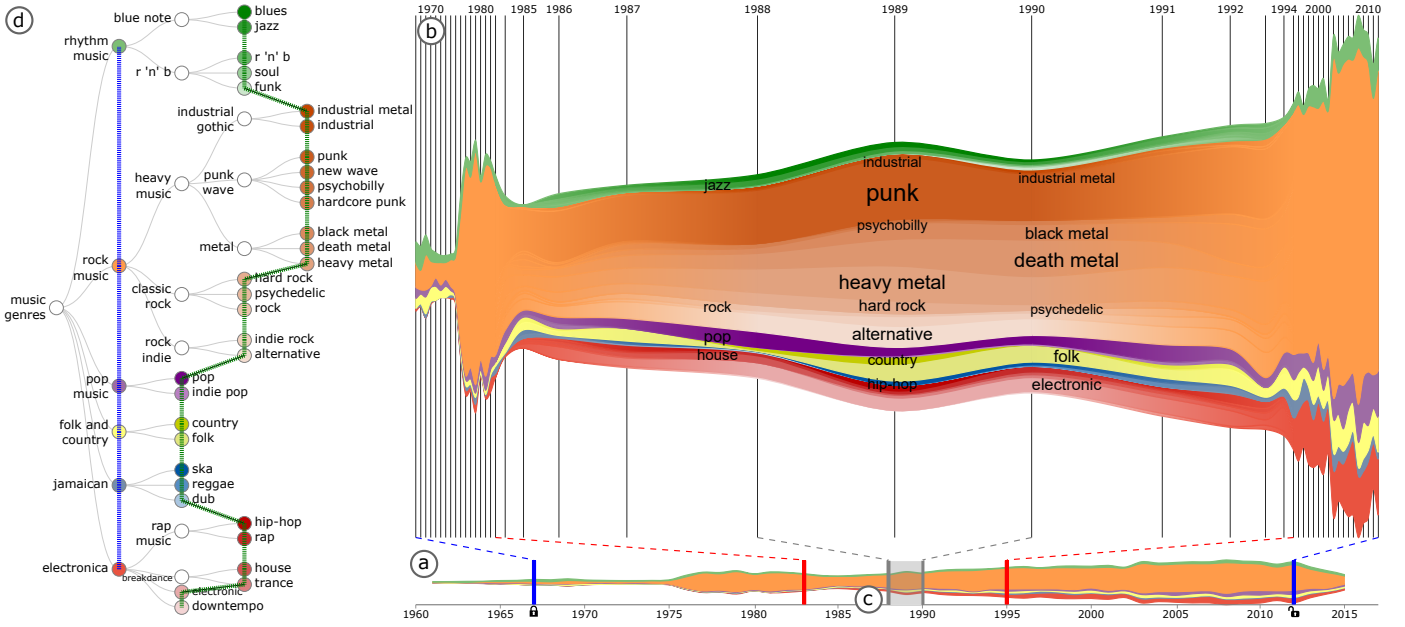 d
music
genres
rhythm
music
rock
music
pop
music
folk and
country
jamaican
electronica
blue note
r 'n' b
heavy
music
classic
rock
rock
indie
rap
music
breakdance
industrial
gothic
punk
wave
metal
blues
jazz
r 'n' b
soul
funk
industrial metal
industrial
punk
new wave
psychobilly
hardcore punk
black metal
death metal
heavy metal
hard rock
psychedelic
rock
indie rock
alternative
pop
indie pop
country
folk
ska
reggae
dub
hip-hop
rap
house
trance
electronic
downtempo
1970 1980 1985 1986 1987 1988 1989 1990 1991 1992 1994 2000 2010
b
jazz
industrial
punk
industrial metal
psychobilly
black metal
death metal
heavy metal
rock
hard rock
psychedelic
pop
alternative
house
country
folk
hip-hop
electronic
a
c
1960 1965 1970 1975 1980 1985 1990 1995 2000 2005 2010 2015